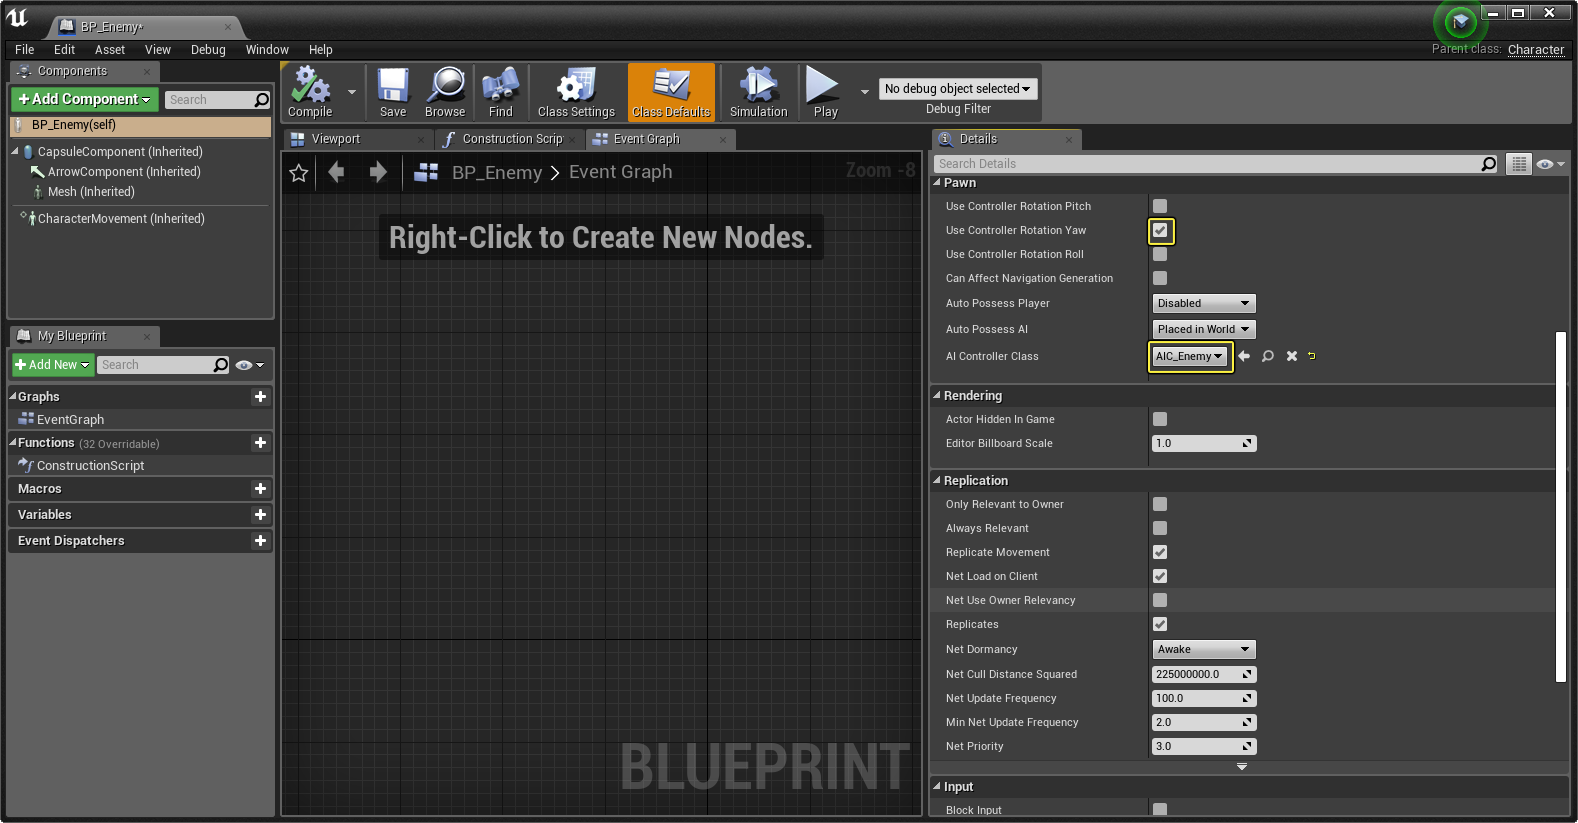 BP_Enemy*
File Edit Asset View Debug Window Help
Parent class: Character
Components
+Add Component
Search
BP_Enemy(self)
CapsuleComponent (Inherited)
ArrowComponent (Inherited)
Mesh (Inherited)
CharacterMovement (Inherited)
My Blueprint
+Add New
Search
Graphs
EventGraph
Functions (32 Overridable)
ConstructionScript
Macros
Variables
Event Dispatchers
Compile
Save
Browse
Find
Class Settings
Class Defaults
Simulation
Play
No debug object selected
Debug Filter
Viewport
Construction Scrip
Event Graph
BP_Enemy > Event Graph
Zoom -8
Right-Click to Create New Nodes.
BLUEPRINT
Details
Search Details
Pawn
Use Controller Rotation Pitch
Use Controller Rotation Yaw
Use Controller Rotation Roll
Can Affect Navigation Generation
Auto Possess Player Disabled
Auto Possess AI Placed in World
AI Controller Class AIC_Enemy
Rendering
Actor Hidden In Game
Editor Billboard Scale 1.0
Replication
Only Relevant to Owner
Always Relevant
Replicate Movement
Net Load on Client
Net Use Owner Relevancy
Replicates
Net Dormancy Awake
Net Cull Distance Squared 225000000.0
Net Update Frequency 100.0
Min Net Update Frequency 2.0
Net Priority 3.0
Input
Block Input